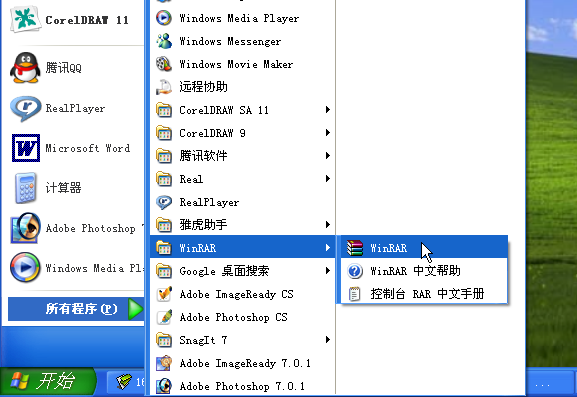 CorelDRAW 11
腾讯QQ
RealPlayer
Microsoft Word
计算器
Adobe Photoshop 7
Windows Media Pl
所有程序(P)
开始
Windows Media Player
Windows Messenger
Windows Movie Maker
远程协助
CorelDRAW SA 11
CorelDRAW 9
腾讯软件
Real
RealPlayer
雅虎助手
WinRAR
Google 桌面搜索
Adobe ImageReady CS
Adobe Photoshop CS
SnagIt 7
Adobe ImageReady 7.0.1
Adobe Photoshop 7.0.1
WinRAR
WinRAR 中文帮助
控制台 RAR 中文手册
16
...